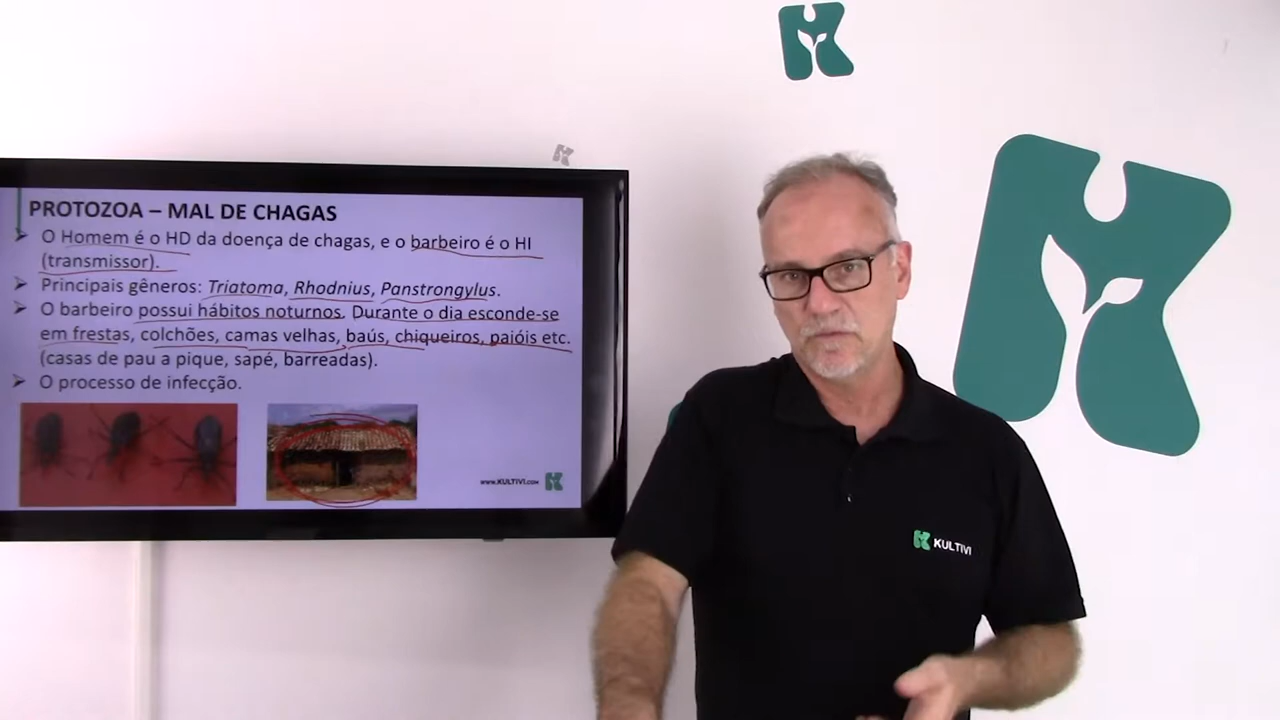 PROTOZOA – MAL DE CHAGAS
O Homem é o HD da doença de chagas, e o barbeiro é o HI
(transmissor).
Principais gêneros: Triatoma, Rhodnius, Panstrongylus.
O barbeiro possui hábitos noturnos. Durante o dia esconde-se
em frestas, colchões, camas velhas, baús, chiqueiros, paióis etc.
(casas de pau a pique, sapé, barreadas).
O processo de infecção.
www.KULTIVI.com
KULTIVI